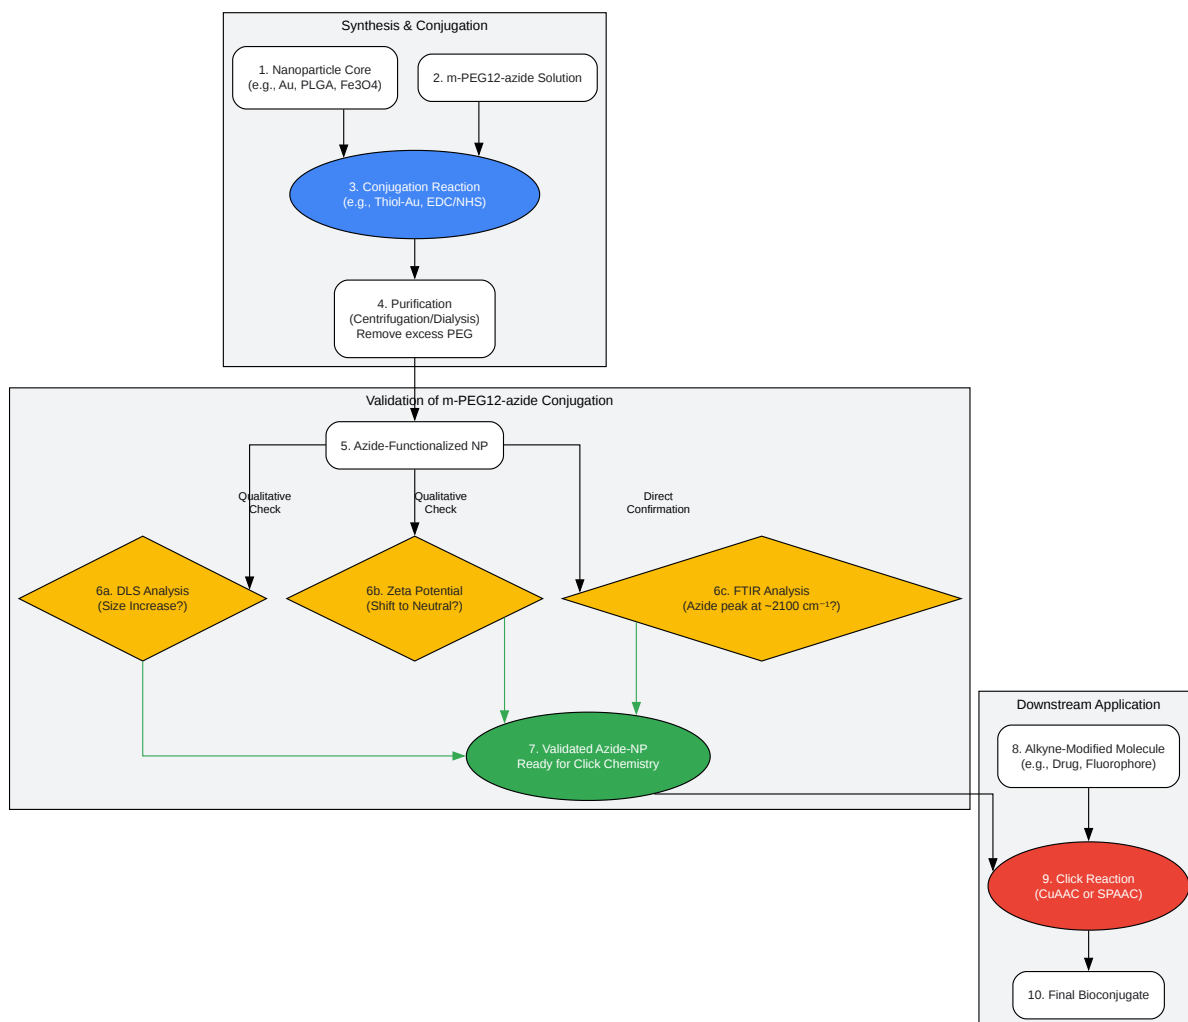 Synthesis & Conjugation
1. Nanoparticle Core
(e.g., Au, PLGA, Fe3O4)
2. m-PEG12-azide Solution
3. Conjugation Reaction
(e.g., Thiol-Au, EDC/NHS)
4. Purification
(Centrifugation/Dialysis)
Remove excess PEG
Validation of m-PEG12-azide Conjugation
5. Azide-Functionalized NP
Qualitative
Check
Qualitative
Check
Direct
Confirmation
6a. DLS Analysis
(Size Increase?)
6b. Zeta Potential
(Shift to Neutral?)
6c. FTIR Analysis
(Azide peak at ~2100 cm⁻¹?)
7. Validated Azide-NP
Ready for Click Chemistry
Downstream Application
8. Alkyne-Modified Molecule
(e.g., Drug, Fluorophore)
9. Click Reaction
(CuAAC or SPAAC)
10. Final Bioconjugate